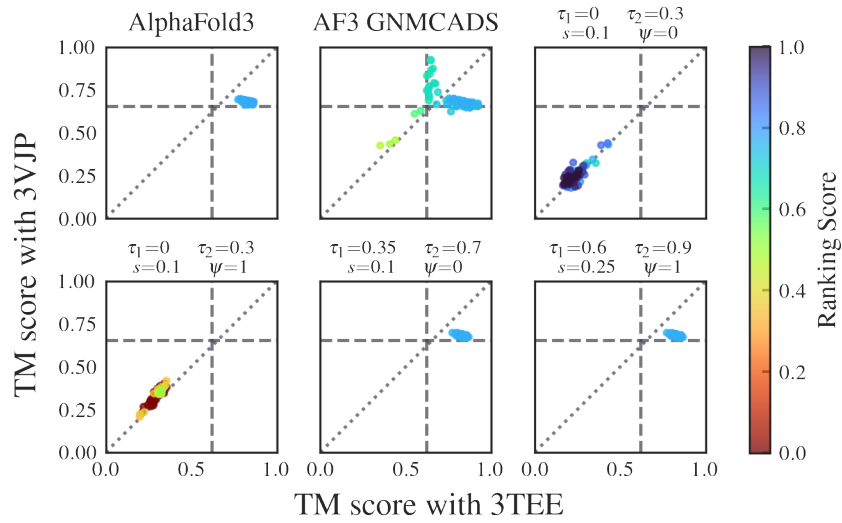 AlphaFold3
AF3 GNMCADS
τ1=0 τ2=0.3
s=0.1 ψ=0
1.00
0.75
0.50
0.25
0.00
TM score with 3VJP
τ1=0 τ2=0.3
s=0.1 ψ=1
τ1=0.35 τ2=0.7
s=0.1 ψ=0
τ1=0.6 τ2=0.9
s=0.25 ψ=1
1.00
0.75
0.50
0.25
0.00
0.0 0.5 1.0
0.0 0.5 1.0
0.0 0.5 1.0
TM score with 3TEE
1.0
0.8
0.6
0.4
0.2
0.0
Ranking Score